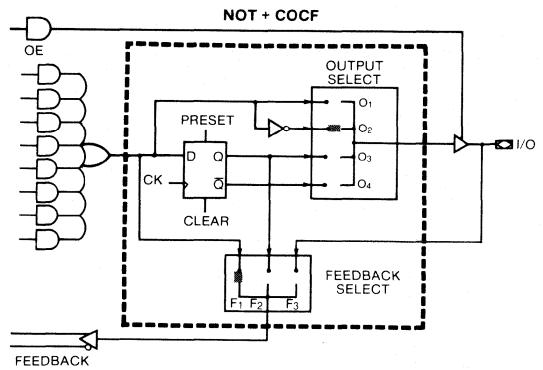 NOT + COCF
OE
OUTPUT
SELECT
PRESET
O1
O2
D Q
I/O
O3
CK
Q̅
O4
CLEAR
FEEDBACK
SELECT
F1 F2 F3
FEEDBACK